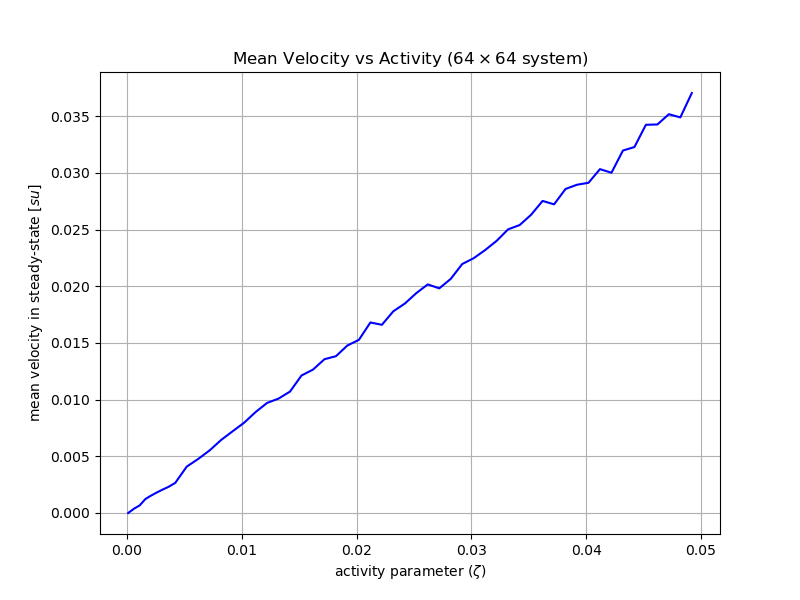 Mean Velocity vs Activity (64 × 64 system)
mean velocity in steady-state [su]
0.035
0.030
0.025
0.020
0.015
0.010
0.005
0.000
0.00 0.01 0.02 0.03 0.04 0.05
activity parameter (ζ)